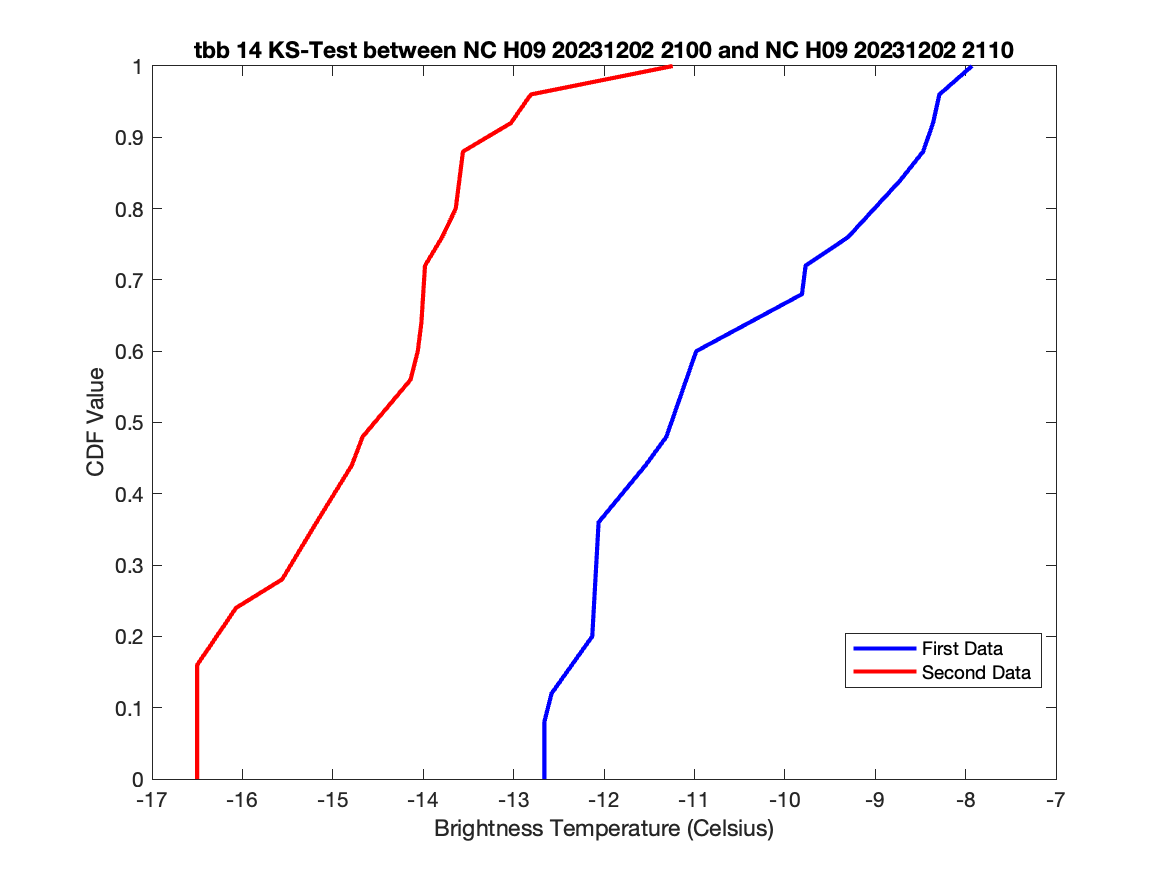 tbb 14 KS-Test between NC H09 20231202 2100 and NC H09 20231202 2110
1
0.9
0.8
0.7
0.6
0.5
0.4
0.3
0.2
0.1
0
CDF Value
First Data
Second Data
-17 -16 -15 -14 -13 -12 -11 -10 -9 -8 -7
Brightness Temperature (Celsius)